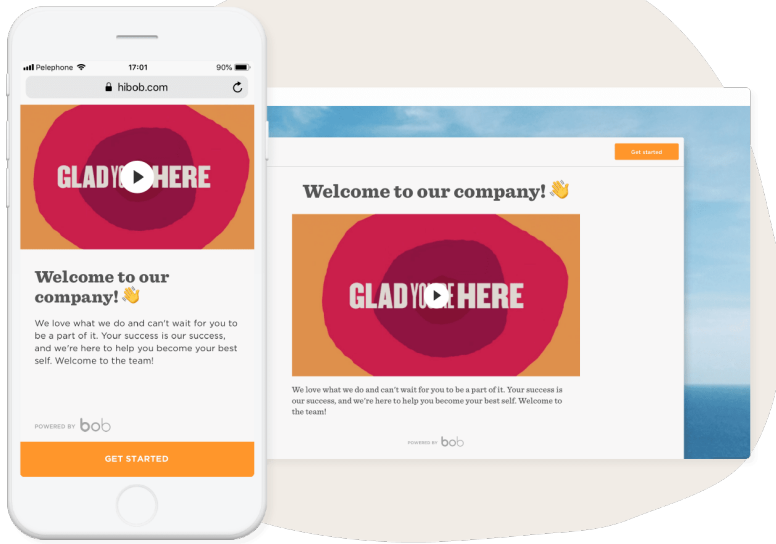 Pelephone
17:01
90%
hibob.com
GLAD YOU'RE HERE
Welcome to our
company! 👋
We love what we do and can't wait for you to
be a part of it. Your success is our success,
and we're here to help you become your best
self. Welcome to the team!
POWERED BY bob
GET STARTED
Get started
Welcome to our company! 👋
GLAD YOU'RE HERE
We love what we do and can't wait for you to be a part of it. Your success is
our success, and we're here to help you become your best self. Welcome to
the team!
POWERED BY bob